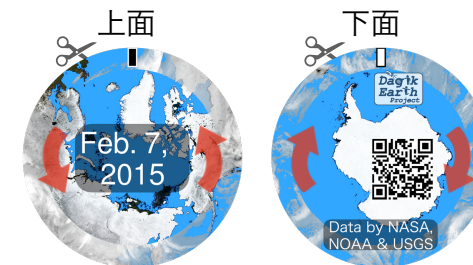 上面
下面
Feb. 7,
2015
Dagik
Earth
Project
Data by NASA,
NOAA & USGS